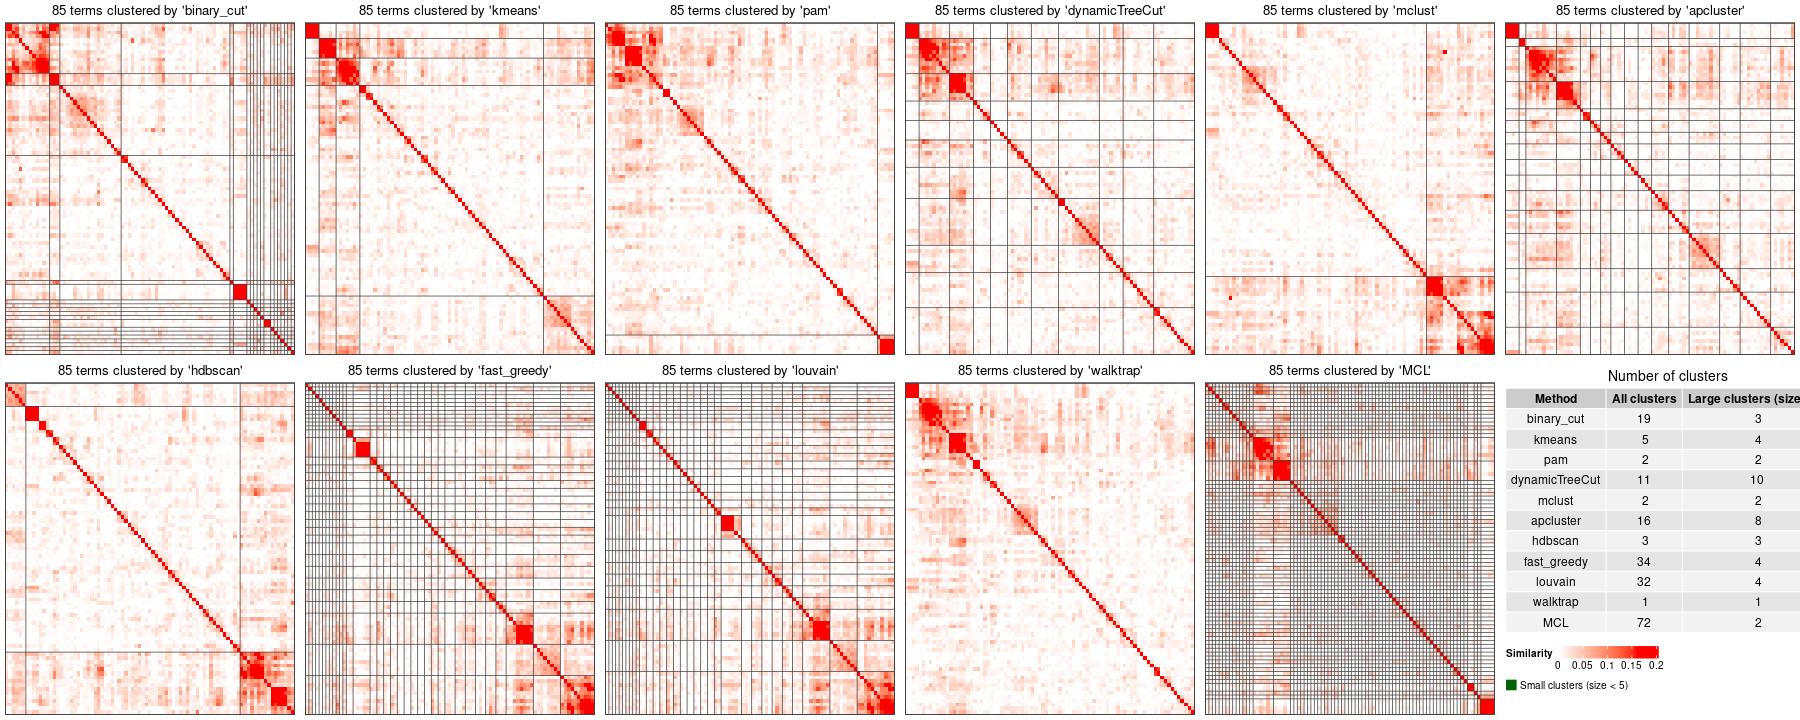 85 terms clustered by 'binary_cut'
85 terms clustered by 'kmeans'
85 terms clustered by 'pam'
85 terms clustered by 'dynamicTreeCut'
85 terms clustered by 'mclust'
85 terms clustered by 'apcluster'
85 terms clustered by 'hdbscan'
85 terms clustered by 'fast_greedy'
85 terms clustered by 'louvain'
85 terms clustered by 'walktrap'
85 terms clustered by 'MCL'
Number of clusters
Method All clusters Large clusters (size
binary_cut 19 3
kmeans 5 4
pam 2 2
dynamicTreeCut 11 10
mclust 2 2
apcluster 16 8
hdbscan 3 3
fast_greedy 34 4
louvain 32 4
walktrap 1 1
MCL 72 2
Similarity
0 0.05 0.1 0.15 0.2
Small clusters (size < 5)